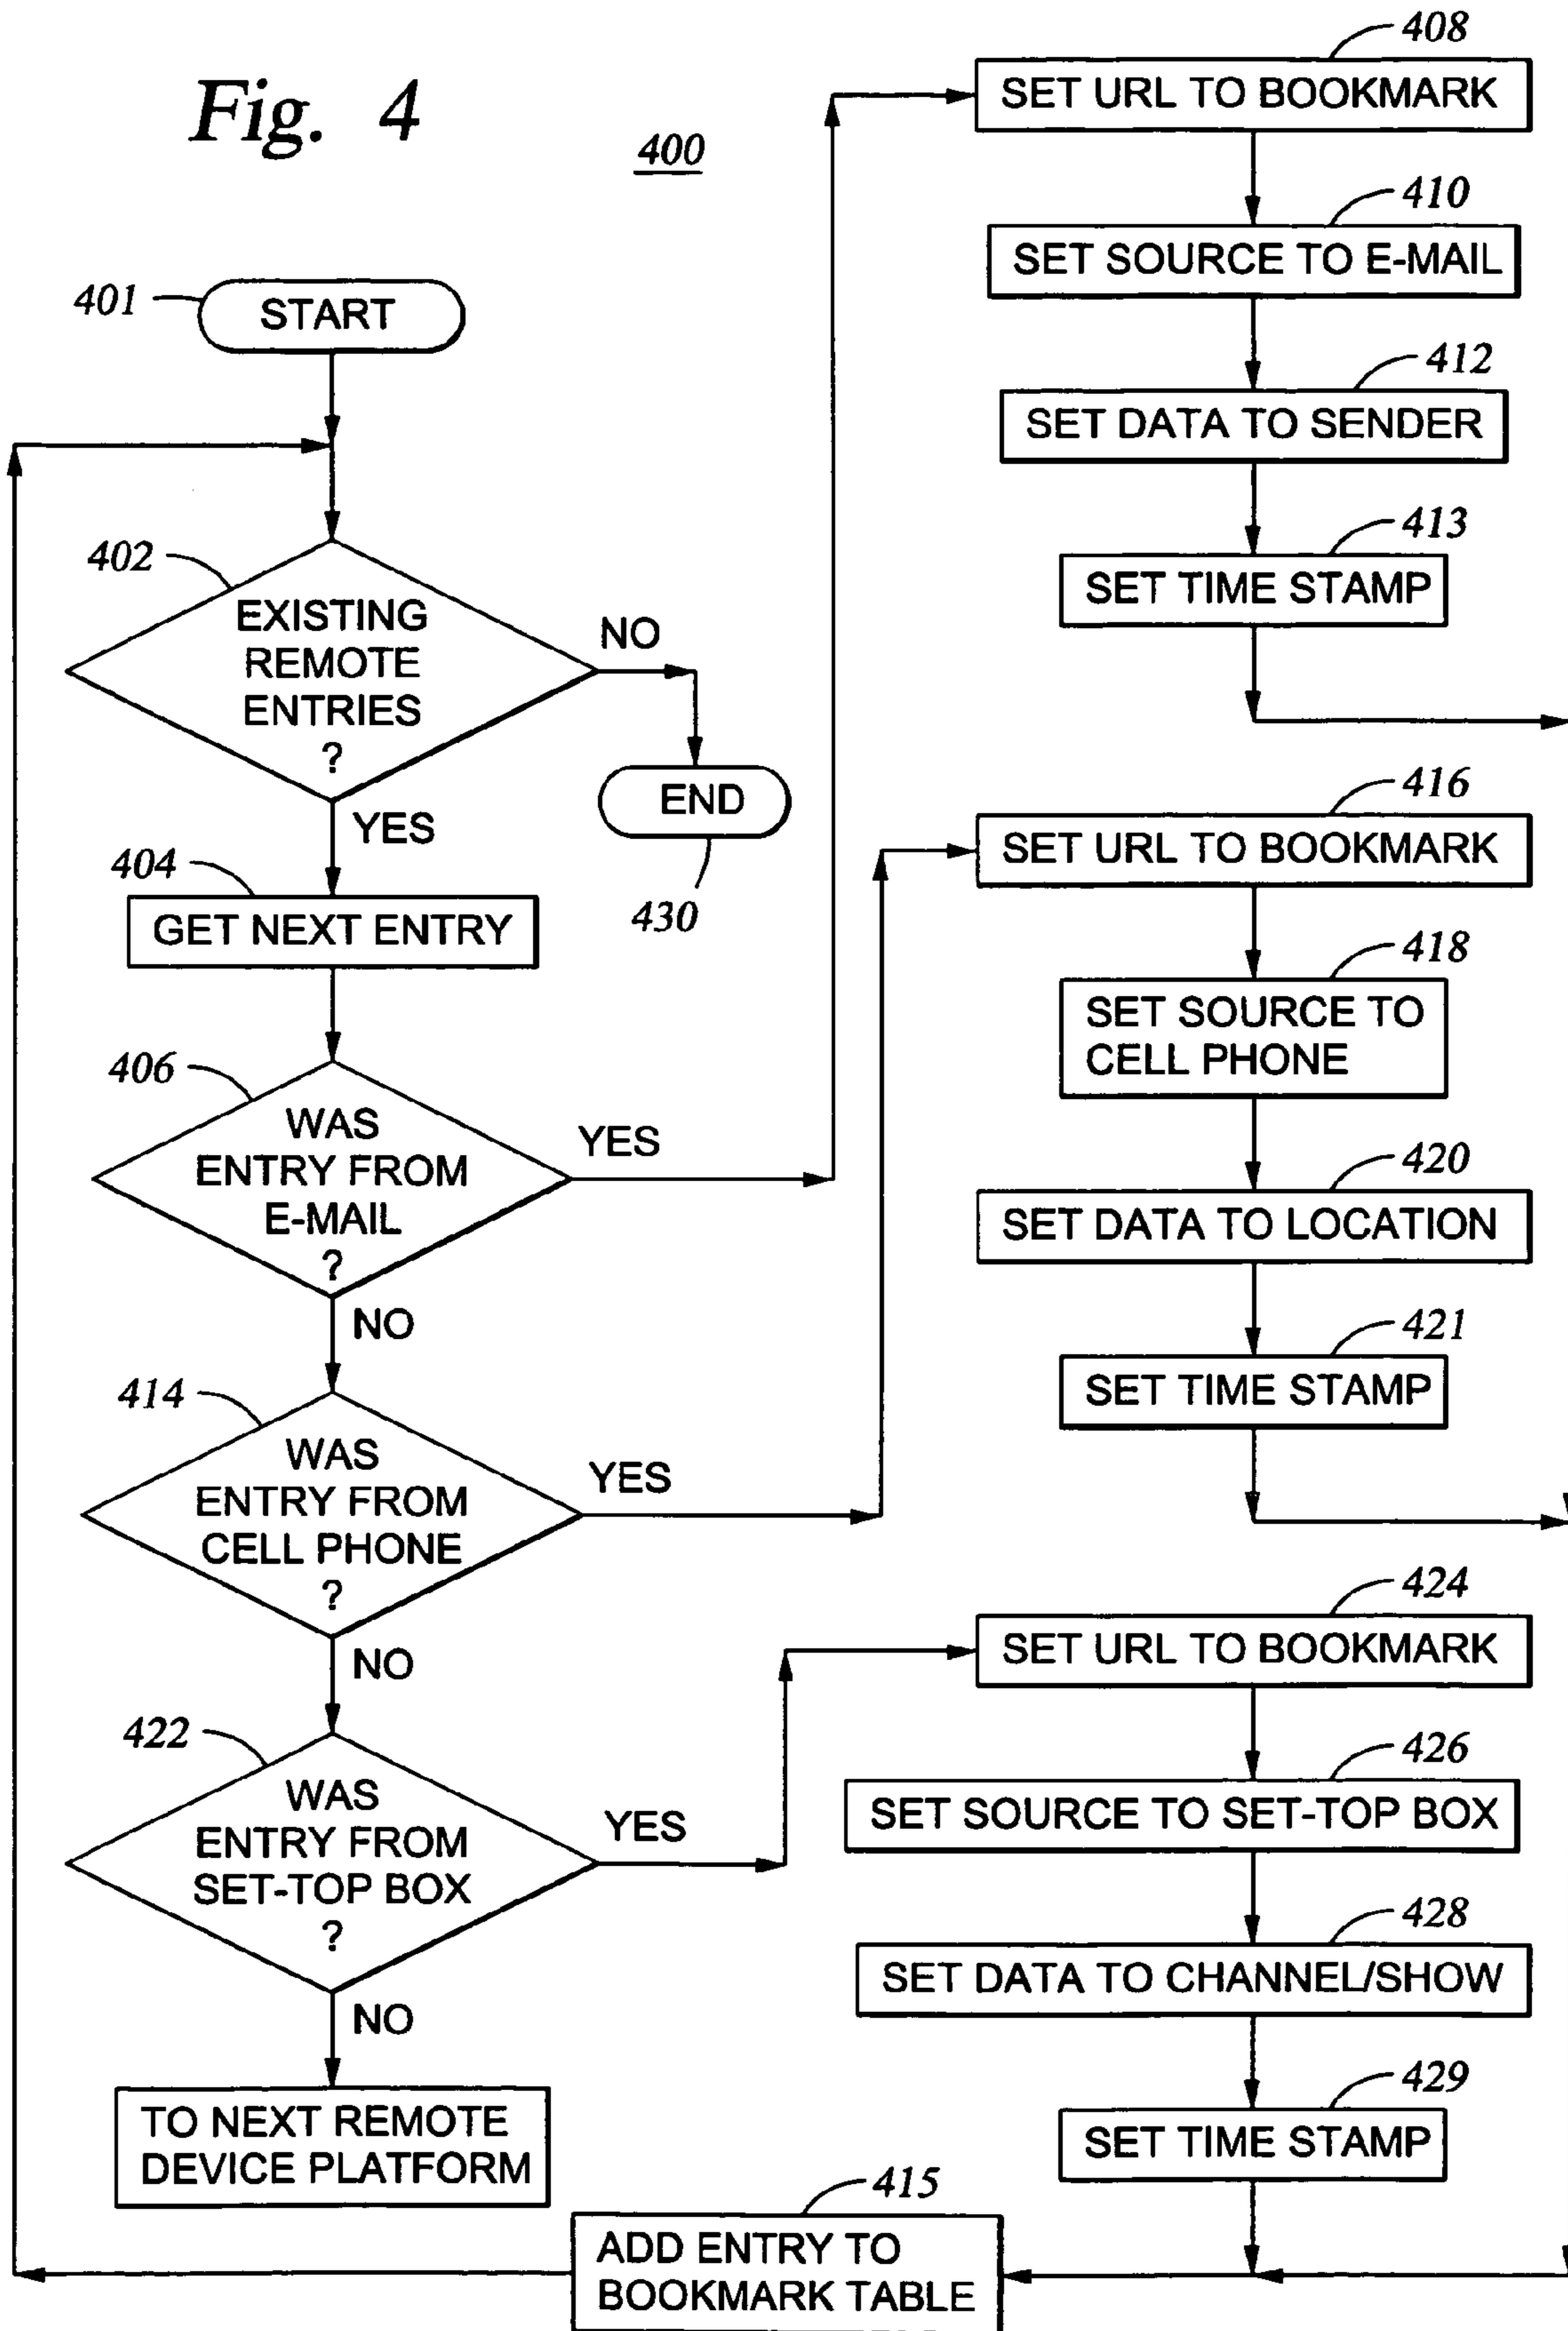 Fig. 4
400
401
START
402
EXISTING
REMOTE
ENTRIES
?
NO
END
430
YES
404
GET NEXT ENTRY
406
WAS
ENTRY FROM
E-MAIL
?
YES
NO
414
WAS
ENTRY FROM
CELL PHONE
?
YES
NO
422
WAS
ENTRY FROM
SET-TOP BOX
?
YES
NO
TO NEXT REMOTE
DEVICE PLATFORM
408
SET URL TO BOOKMARK
410
SET SOURCE TO E-MAIL
412
SET DATA TO SENDER
413
SET TIME STAMP
416
SET URL TO BOOKMARK
418
SET SOURCE TO
CELL PHONE
420
SET DATA TO LOCATION
421
SET TIME STAMP
424
SET URL TO BOOKMARK
426
SET SOURCE TO SET-TOP BOX
428
SET DATA TO CHANNEL/SHOW
429
SET TIME STAMP
415
ADD ENTRY TO
BOOKMARK TABLE